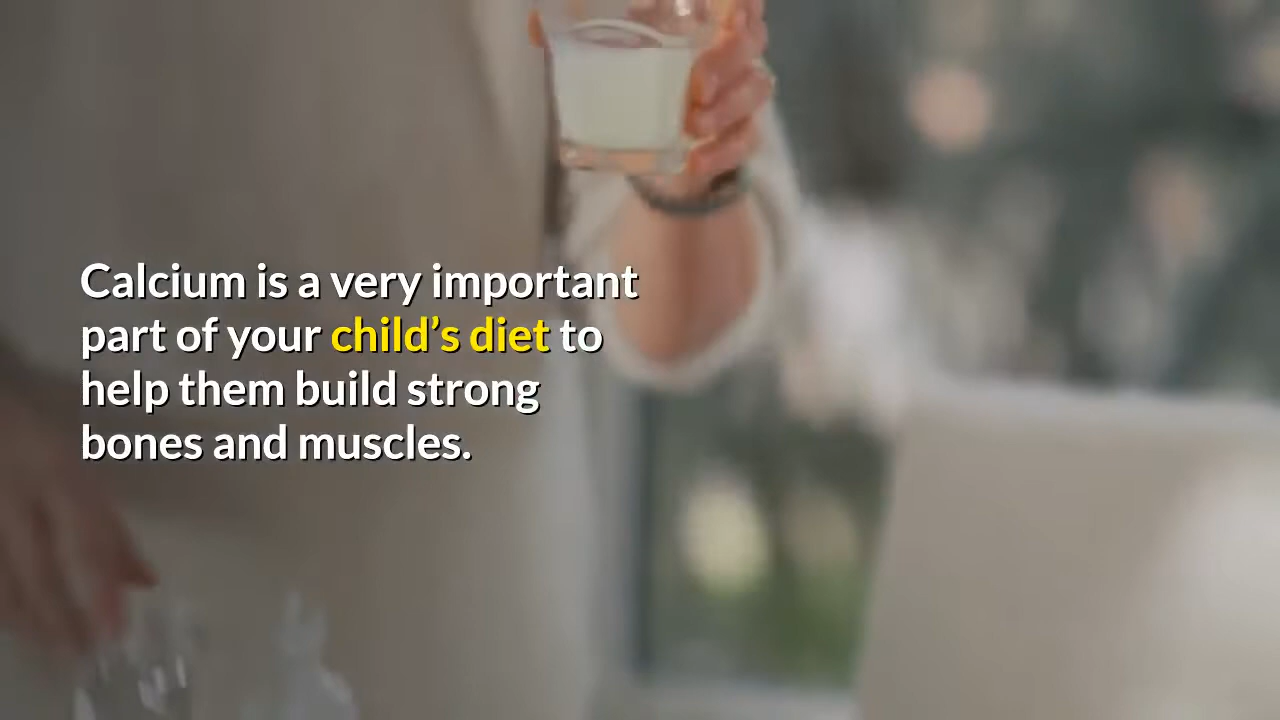 Calcium is a very important
part of your child’s diet to
help them build strong
bones and muscles.